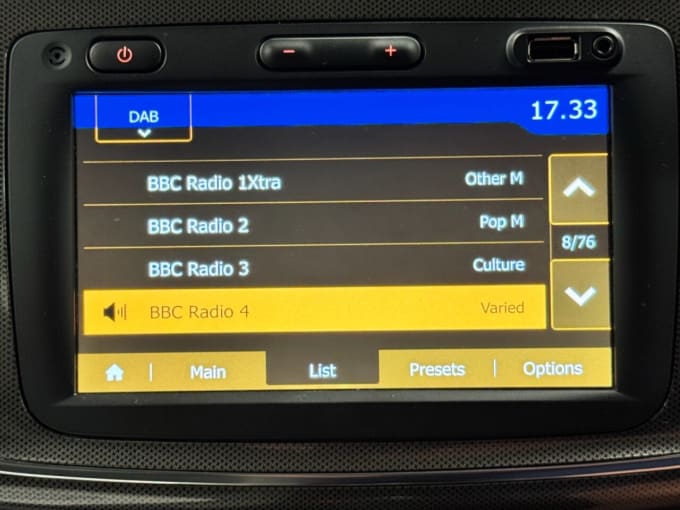 DAB
17.33
BBC Radio 1Xtra Other M
BBC Radio 2 Pop M
BBC Radio 3 Culture
8/76
BBC Radio 4 Varied
Main List Presets Options